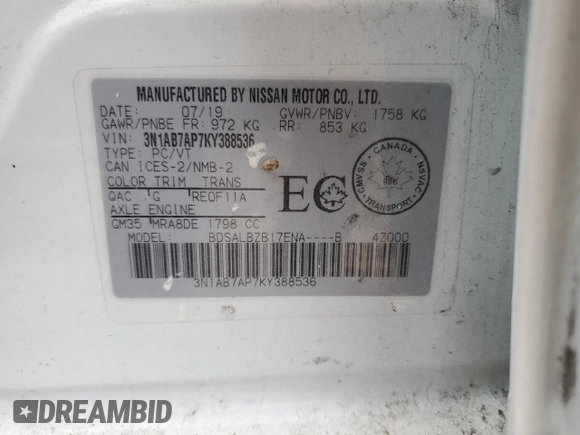 MANUFACTURED BY NISSAN MOTOR CO., LTD.
DATE: 07/19 GVWR/PNBV: 1758 KG
GAWR/PNBE FR: 972 KG RR: 853 KG
VIN: 3N1AB7AP7KY388536
TYPE: PC/VT
CAN ICES-2/NMB-2
COLOR TRIM TRANS
QAC G RE0F11A
AXLE ENGINE
GM35 MRA8DE 1798 CC
MODEL: BDSALBZB17ENA----B 4Z000
EC
CMVSS CANADA NSVAC
TRANSPORT
3N1AB7AP7KY388536
DREAMBID